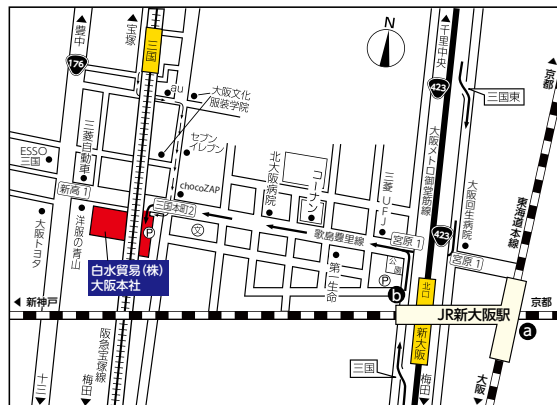 豊中
宝塚
176
三国
N
千里中央
423
京都
三国東
au
大阪文化
服装学院
セブン
イレブン
三菱自動車
ESSO
三国
chocoZAP
北大阪病院
コーナン
三菱UFJ
大阪メトロ御堂筋線
大阪回生病院
東海道本線
新高1
三国本町2
P
文
歌島豊里線
宮原1
423
大阪トヨタ
洋服の青山
第一生命
公園
P
白水貿易(株)
大阪本社
b
北口
新大阪
JR新大阪駅
a
新神戸
京都
阪急宝塚線
三国
十三
梅田
梅田
大阪